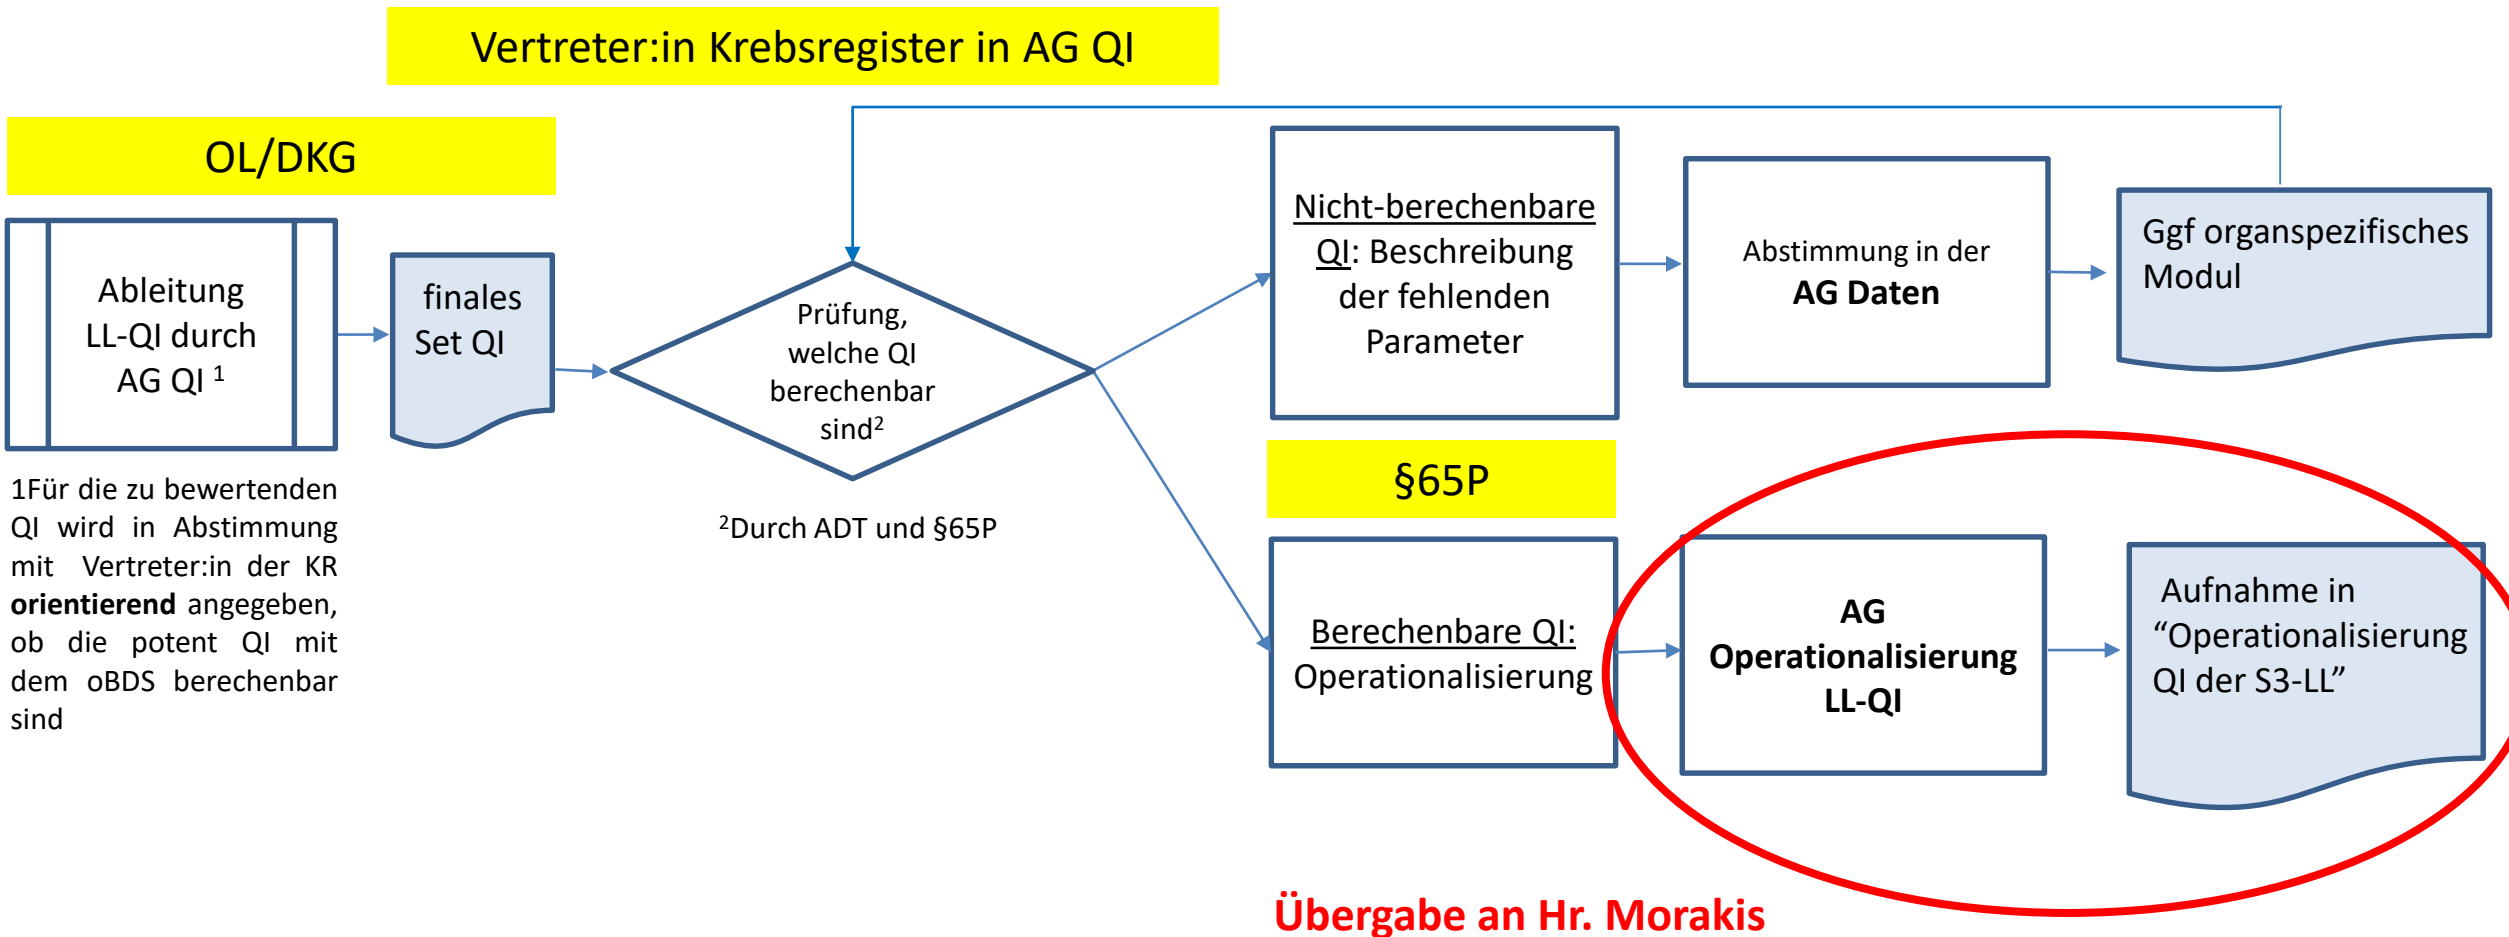 Vertreter:in Krebsregister in AG QI
OL/DKG
Ableitung
LL-QI durch
AG QI ¹
finales
Set QI
Prüfung,
welche QI
berechenbar
sind²
Nicht-berechenbare
QI: Beschreibung
der fehlenden
Parameter
Abstimmung in der
AG Daten
Ggf organspezifisches
Modul
1Für die zu bewertenden
QI wird in Abstimmung
mit Vertreter:in der KR
orientierend angegeben,
ob die potent QI mit
dem oBDS berechenbar
sind
²Durch ADT und §65P
§65P
Berechenbare QI:
Operationalisierung
AG
Operationalisierung
LL-QI
Aufnahme in
“Operationalisierung
QI der S3-LL”
Übergabe an Hr. Morakis